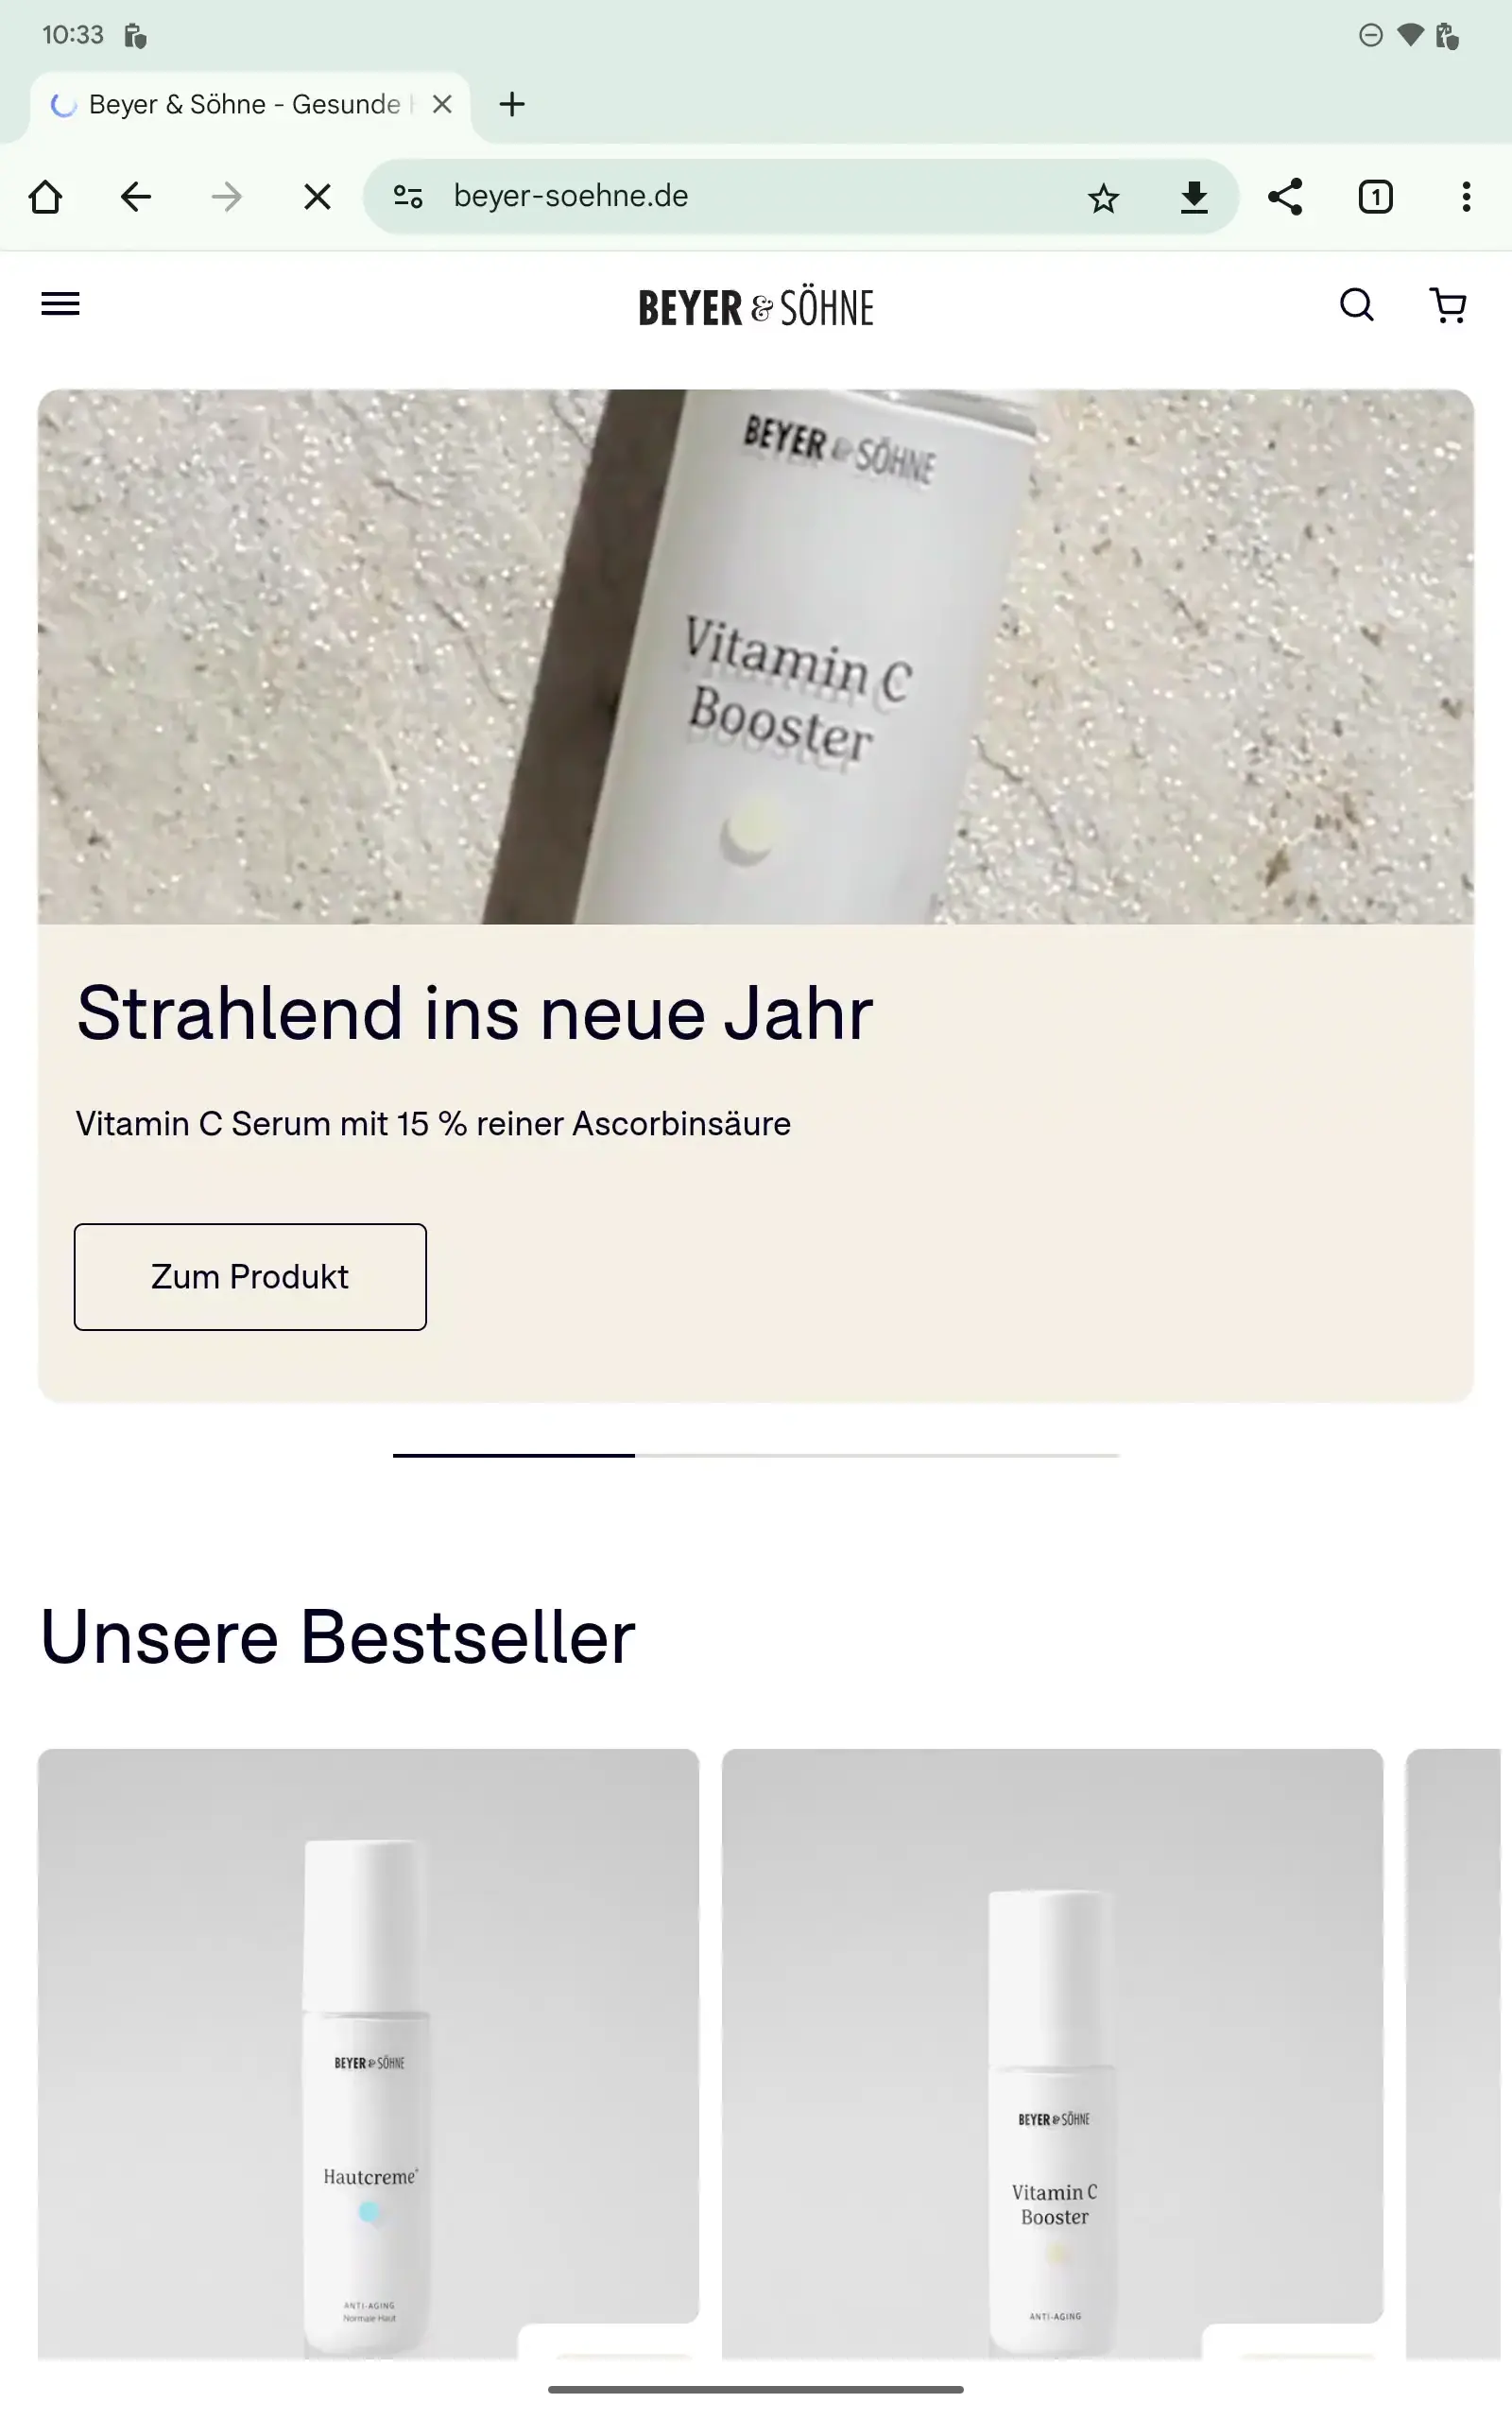 10:33
Beyer & Söhne - Gesunde
beyer-soehne.de
1
BEYER & SÖHNE
BEYER & SÖHNE
Vitamin C
Booster
Strahlend ins neue Jahr
Vitamin C Serum mit 15 % reiner Ascorbinsäure
Zum Produkt
Unsere Bestseller
BEYER & SÖHNE
Hautcreme+
ANTI-AGING
Normale Haut
BEYER & SÖHNE
Vitamin C
Booster
ANTI-AGING